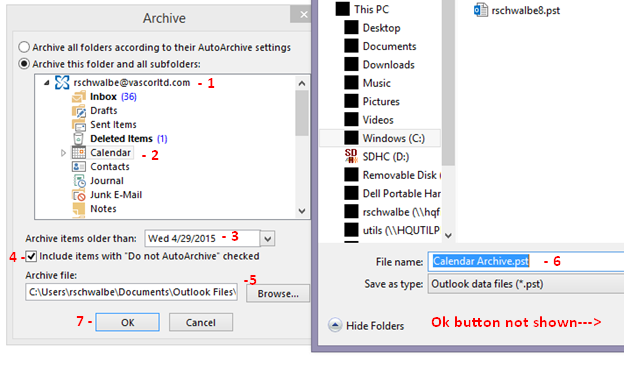 Archive
Archive all folders according to their AutoArchive settings
Archive this folder and all subfolders:
rschwalbe@vascorltd.com - 1
Inbox (36)
Drafts
Sent Items
Deleted Items (1)
Calendar - 2
Contacts
Journal
Junk E-Mail
Notes
Archive items older than: Wed 4/29/2015 - 3
4 - Include items with "Do not AutoArchive" checked
Archive file: -5
C:\Users\rschwalbe\Documents\Outlook Files\ Browse...
7 - OK Cancel
This PC
Desktop
Documents
Downloads
Music
Pictures
Videos
Windows (C:)
SDHC (D:)
Removable Disk (
Dell Portable Har
rschwalbe (\\hqf
utils (\\HQUTILP
rschwalbe8.pst
File name: Calendar Archive.pst - 6
Save as type: Outlook data files (*.pst)
Hide Folders Ok button not shown--->